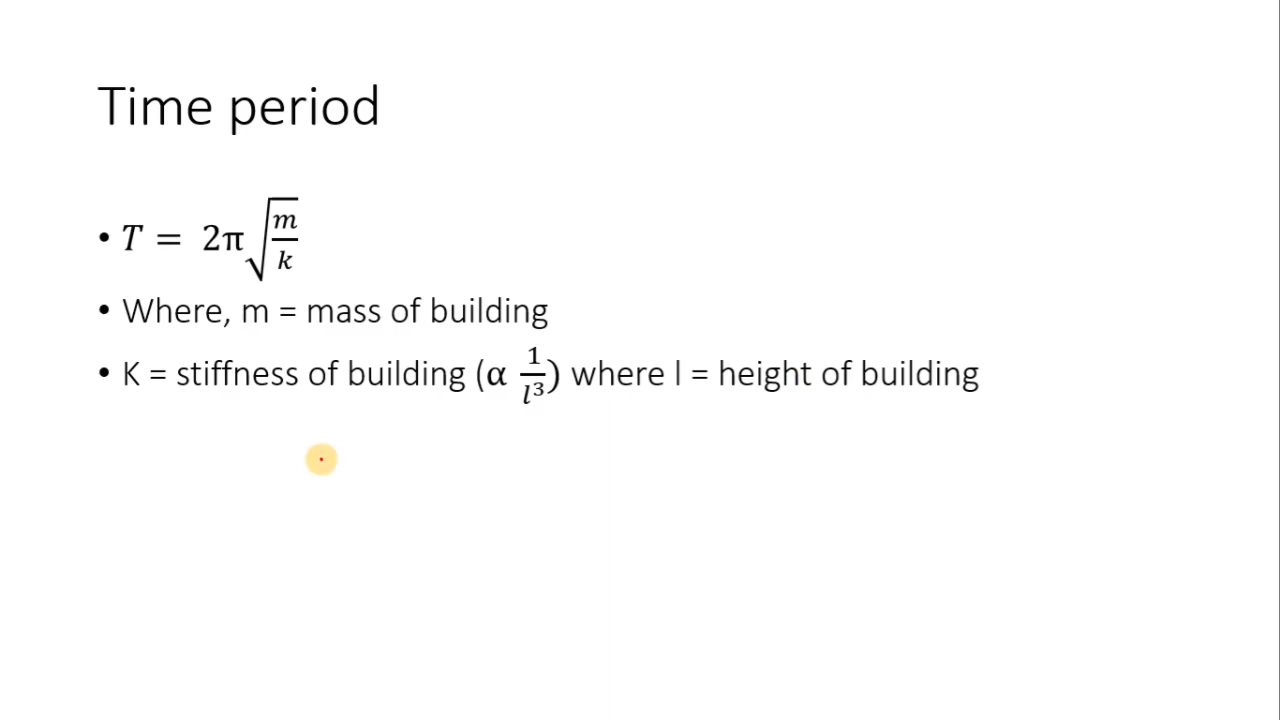 Time period
• T = 2π√(m/k)
• Where, m = mass of building
• K = stiffness of building (α 1/l³) where l = height of building